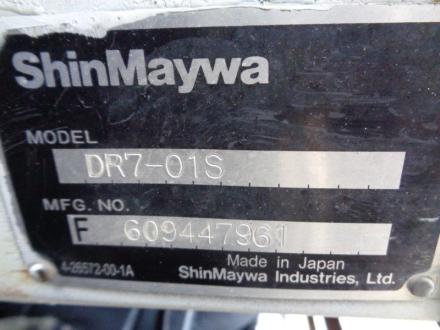 ShinMaywa
MODEL
DR7-01S
MFG. NO.
F 609447961
4-26572-00-1A
Made in Japan
ShinMaywa Industries, Ltd.